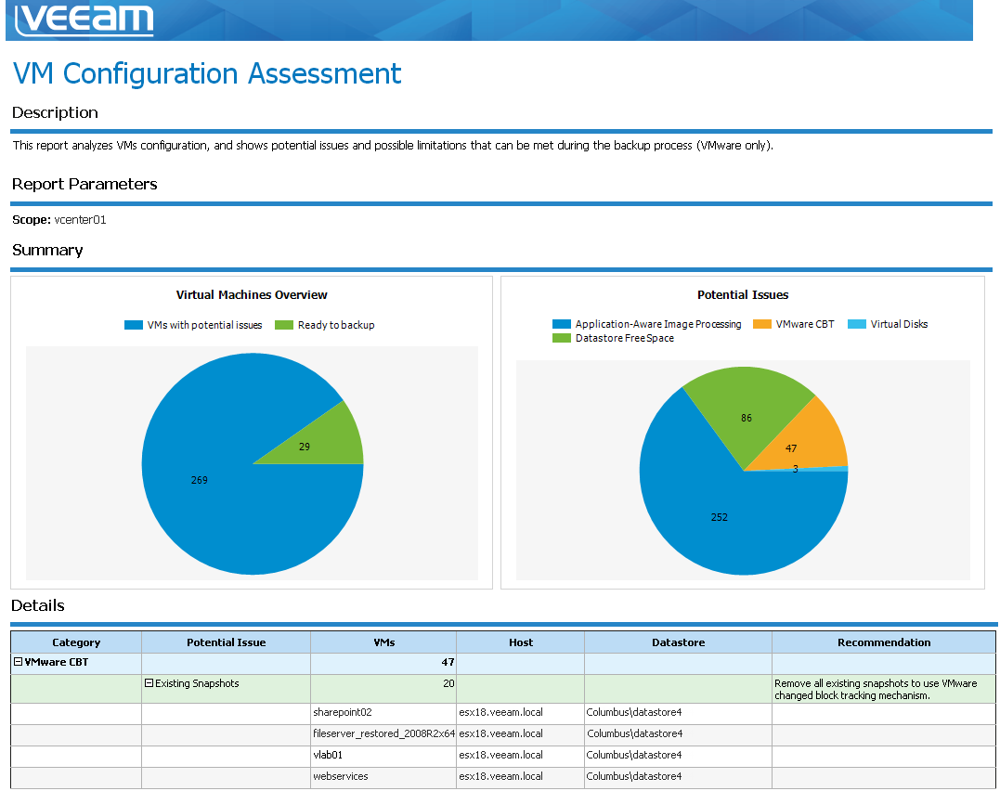 veeam
VM Configuration Assessment
Description
This report analyzes VMs configuration, and shows potential issues and possible limitations that can be met during the backup process (VMware only).
Report Parameters
Scope: vcenter01
Summary
Virtual Machines Overview
VMs with potential issues Ready to backup
29
269
Potential Issues
Application-Aware Image Processing VMware CBT Virtual Disks
Datastore FreeSpace
86
47
3
252
Details
Category Potential Issue VMs Host Datastore Recommendation
VMware CBT 47
Existing Snapshots 20 Remove all existing snapshots to use VMware
changed block tracking mechanism.
sharepoint02 esx18.veeam.local Columbus\datastore4
fileserver_restored_2008R2x64 esx18.veeam.local Columbus\datastore4
vlab01 esx18.veeam.local Columbus\datastore4
webservices esx18.veeam.local Columbus\datastore4